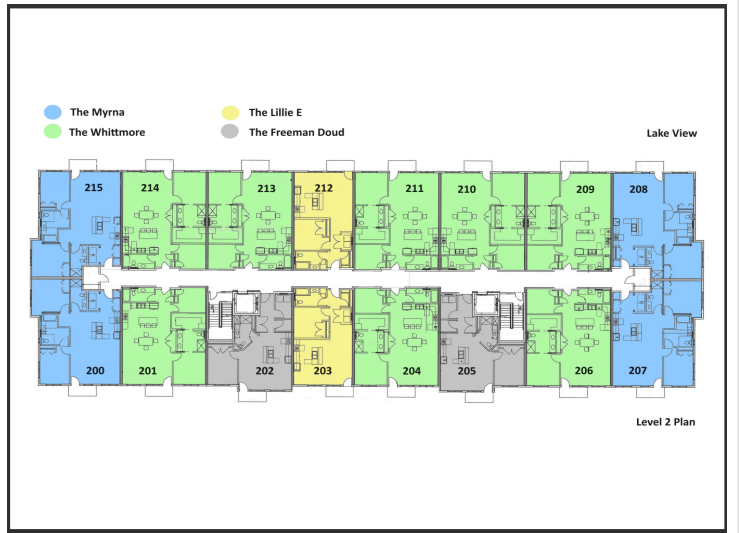 The Myrna
The Lillie E
The Whittmore
The Freeman Doud
Lake View
215
214
213
212
211
210
209
208
200
201
202
203
204
205
206
207
Level 2 Plan